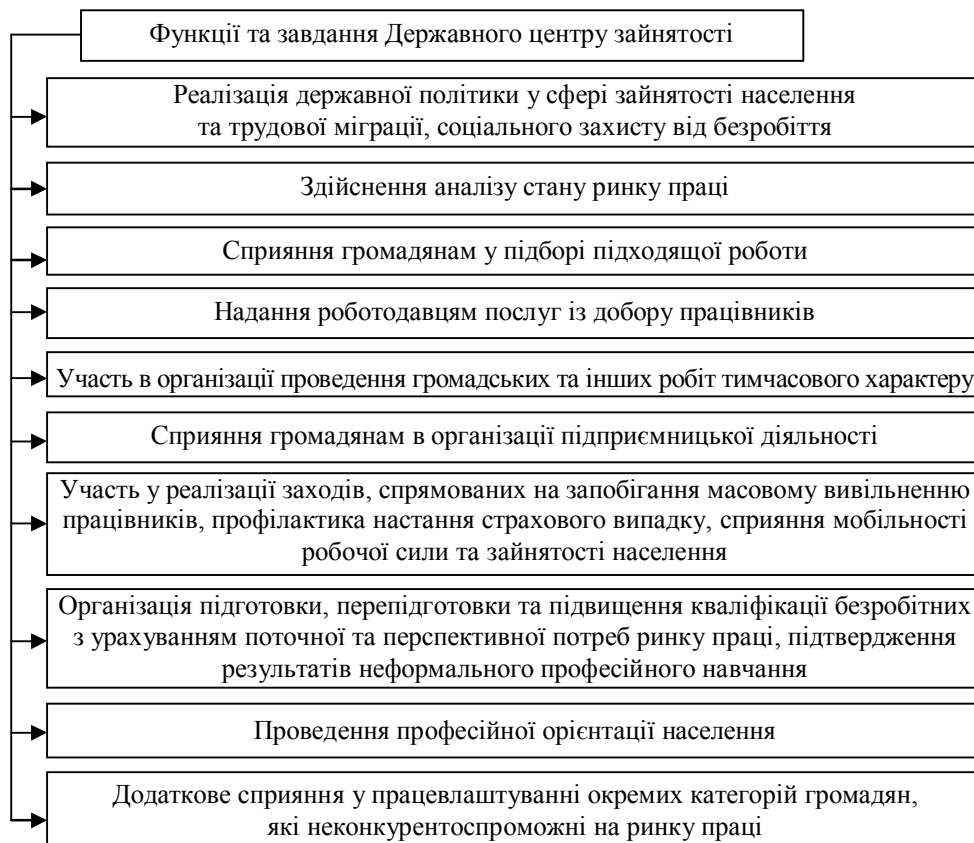 Функції та завдання Державного центру зайнятості
Реалізація державної політики у сфері зайнятості населення
та трудової міграції, соціального захисту від безробіття
Здійснення аналізу стану ринку праці
Сприяння громадянам у підборі підходящої роботи
Надання роботодавцям послуг із добору працівників
Участь в організації проведення громадських та інших робіт тимчасового характеру
Сприяння громадянам в організації підприємницької діяльності
Участь у реалізації заходів, спрямованих на запобігання масовому вивільненню
працівників, профілактика настання страхового випадку, сприяння мобільності
робочої сили та зайнятості населення
Організація підготовки, перепідготовки та підвищення кваліфікації безробітних
з урахуванням поточної та перспективної потреб ринку праці, підтвердження
результатів неформального професійного навчання
Проведення професійної орієнтації населення
Додаткове сприяння у працевлаштуванні окремих категорій громадян,
які неконкурентоспроможні на ринку праці